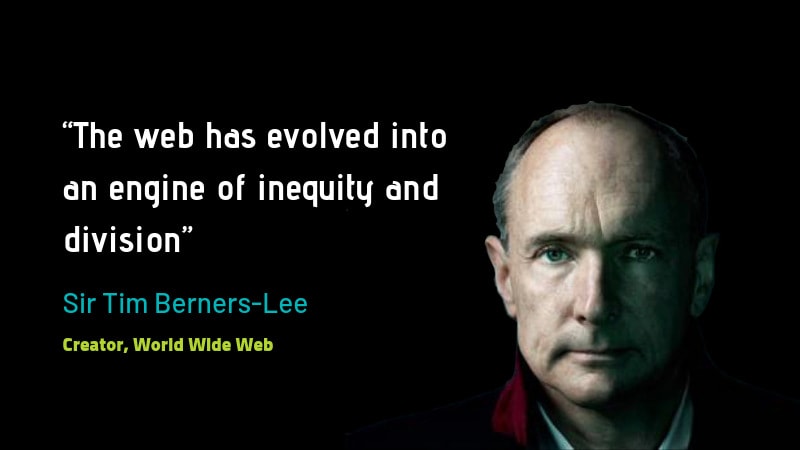 “The web has evolved into
an engine of inequity and
division”
Sir Tim Berners-Lee
Creator, World WIde Web